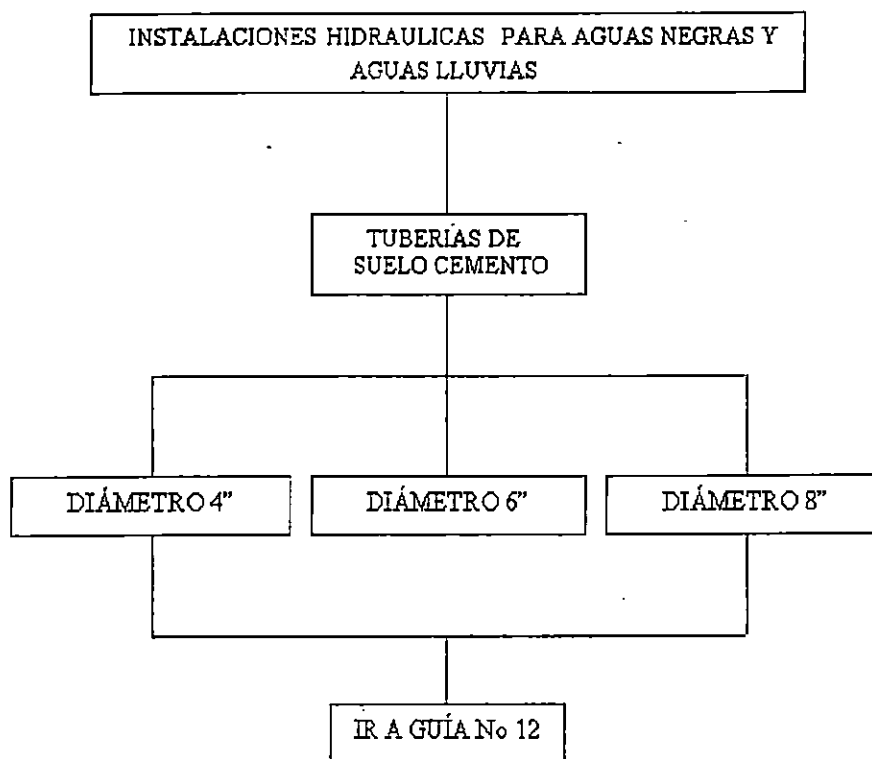 INSTALACIONES HIDRAULICAS PARA AGUAS NEGRAS Y
AGUAS LLUVIAS
TUBERÍAS DE
SUELO CEMENTO
DIÁMETRO 4”
DIÁMETRO 6”
DIÁMETRO 8”
IR A GUÍA No 12